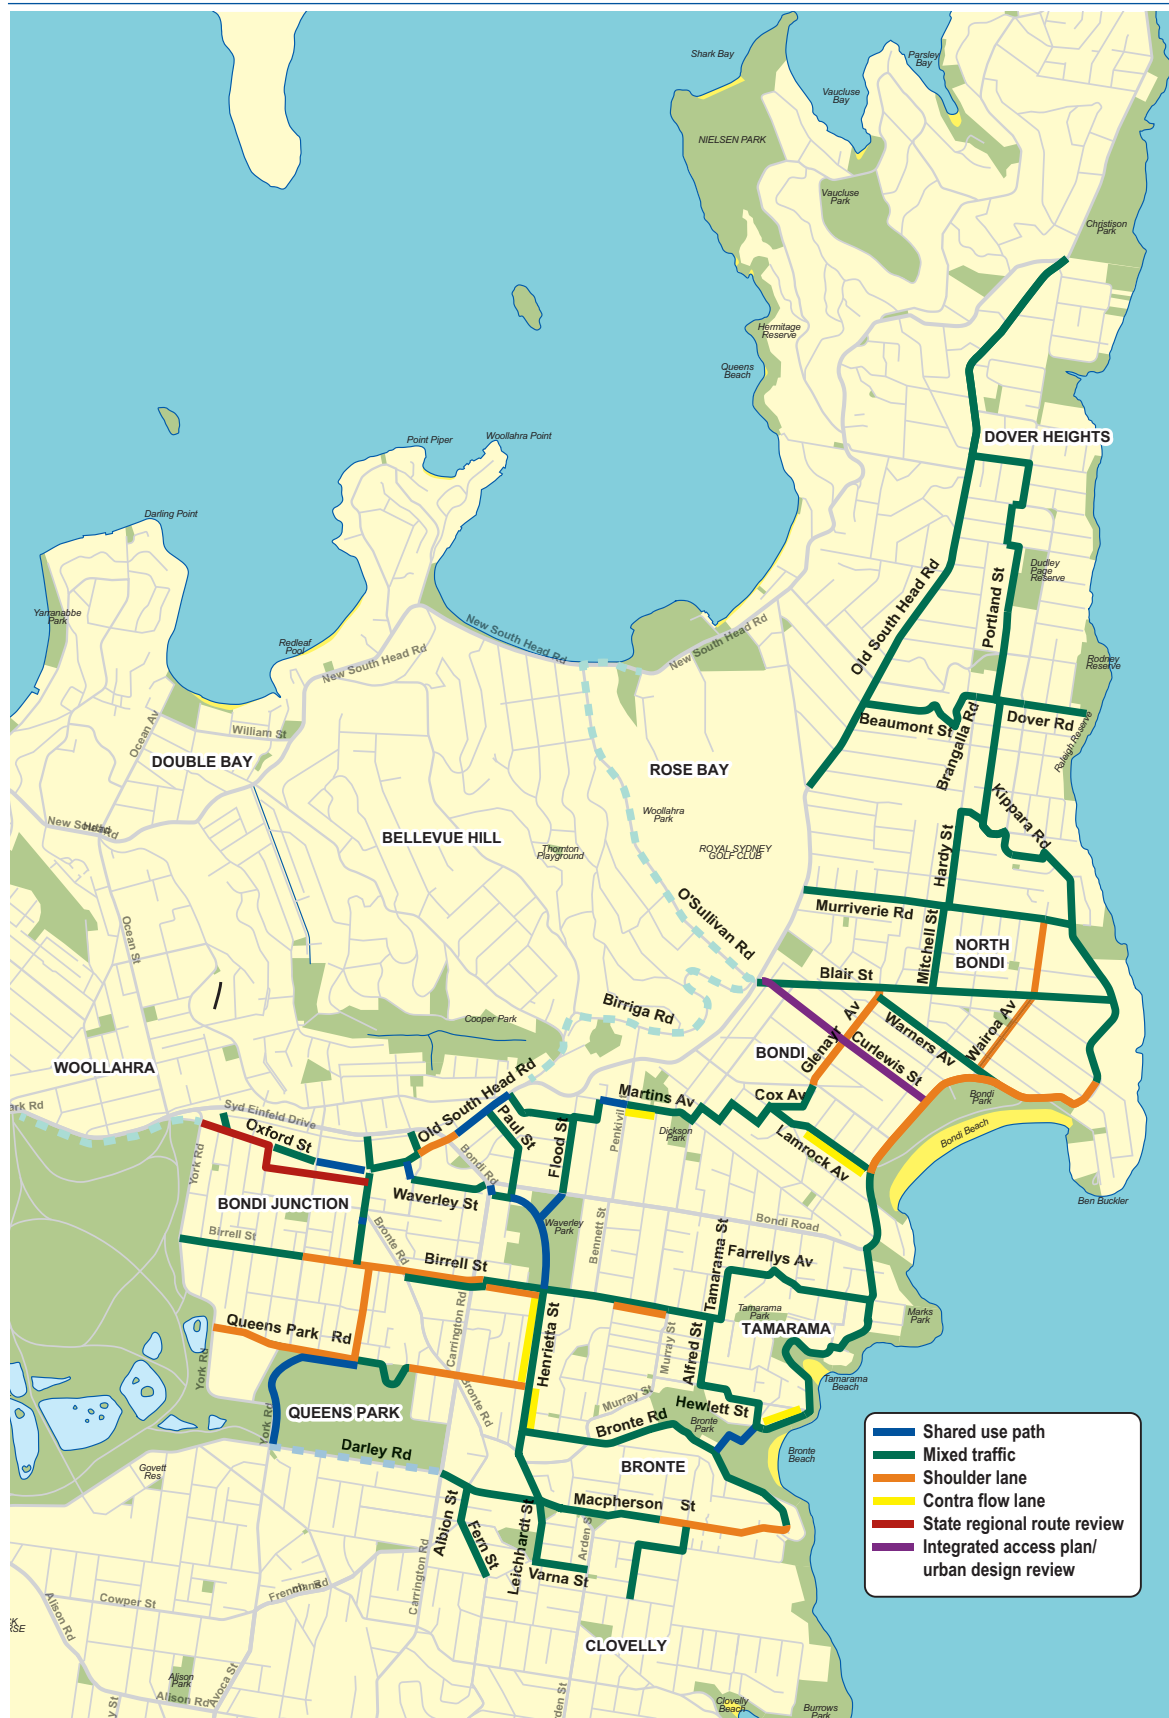 Shark Bay
Parsley
Bay
Vaucluse
Bay
NIELSEN PARK
Vaucluse
Park
Christison
Park
Hermitage
Reserve
Queens
Beach
DOVER HEIGHTS
Point Piper
Woollahra Point
Darling Point
Dudley
Page
Reserve
Old South Head Rd
Portland St
Yarranabbe
Park
Redleaf
Pool
New South Head Rd
New South Head Rd
New South Head Rd
Rodney
Reserve
Ocean Av
William St
DOUBLE BAY
ROSE BAY
Beaumont St
Brangalla Rd
Dover Rd
Raleigh Reserve
New South
Head Rd
BELLEVUE HILL
Thornton
Playground
Woollahra
Park
ROYAL SYDNEY
GOLF CLUB
Kippara Rd
Hardy St
O'Sullivan Rd
Murriverie Rd
Mitchell St
NORTH
BONDI
Ocean St
Blair St
Birriga Rd
Cooper Park
Glenayr Av
Warners Av
Wairoa Av
Curlewis St
BONDI
WOOLLAHRA
Old South Head Rd
Martins Av
Cox Av
Bondi
Park
Bondi Beach
ark Rd
Syd Einfeld Drive
Oxford St
Paul St
Flood St
Dickson
Park
Lamrock Av
York Rd
Bondi Rd
BONDI JUNCTION
Waverley St
Waverley
Park
Bennett St
Bondi Road
Ben Buckler
Birrell St
Bronte Rd
Birrell St
Tamarama St
Farrellys Av
Carrington Rd
Henrietta St
Tamarama
Park
TAMARAMA
Marks
Park
Queens Park Rd
Murray St
Alfred St
York Rd
Tamarama
Beach
Bronte Rd
Murray St
Hewlett St
QUEENS PARK
York Rd
Bronte Rd
Bronte
Park
Bronte
Beach
Darley Rd
BRONTE
Govett
Res
Albion St
Fern St
Leichhardt St
Macpherson St
Carrington Rd
Varna St
Cowper St
Alison Rd
Avoca St
Alison
Park
Alison Rd
CLOVELLY
Clovelly
Beach
Burrows
Park
Shared use path
Mixed traffic
Shoulder lane
Contra flow lane
State regional route review
Integrated access plan/
urban design review